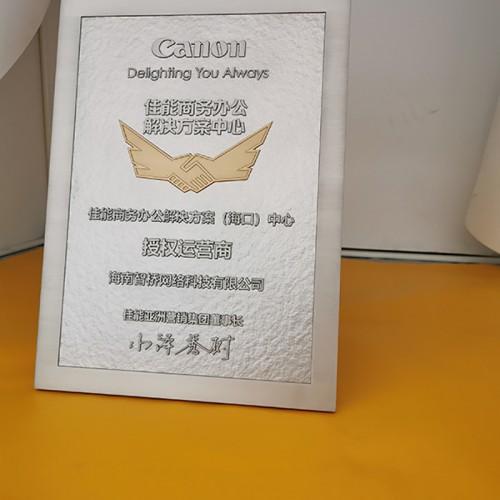 Canon
Delighting You Always
佳能商务办公
解决方案中心
佳能商务办公解决方案（海口）中心
授权运营商
海南智桥网络科技有限公司
佳能亚洲营销集团董事长
小泽秀树